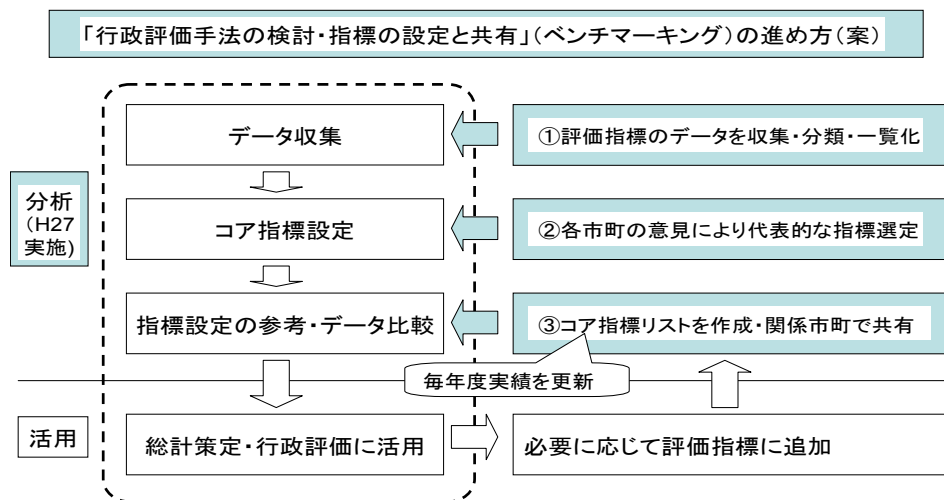 「行政評価手法の検討・指標の設定と共有」(ベンチマーキング)の進め方(案)
データ収集
①評価指標のデータを収集・分類・一覧化
分析
(H27
実施)
コア指標設定
②各市町の意見により代表的な指標選定
指標設定の参考・データ比較
③コア指標リストを作成・関係市町で共有
毎年度実績を更新
活用
総計策定・行政評価に活用
必要に応じて評価指標に追加